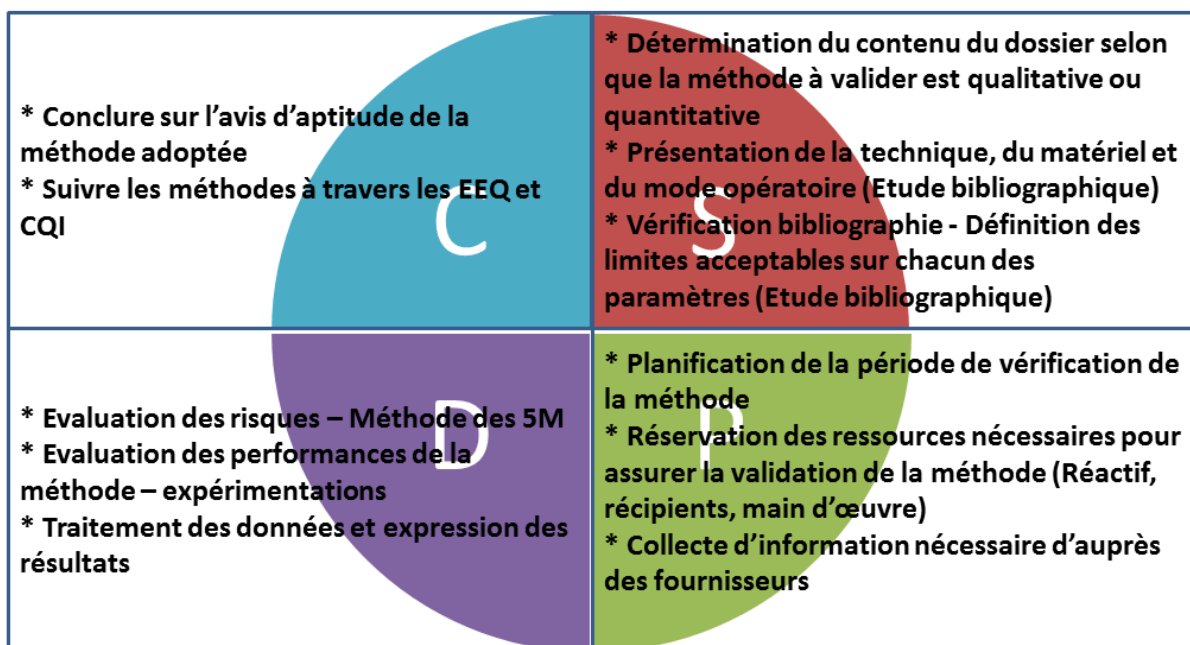 * Conclure sur l’avis d’aptitude de la
méthode adoptée
* Suivre les méthodes à travers les EEQ et
CQI
C
* Détermination du contenu du dossier selon
que la méthode à valider est qualitative ou
quantitative
* Présentation de la technique, du matériel et
du mode opératoire (Etude bibliographique)
* Vérification bibliographie - Définition des
limites acceptables sur chacun des
paramètres (Etude bibliographique)
S
* Evaluation des risques – Méthode des 5M
* Evaluation des performances de la
méthode – expérimentations
* Traitement des données et expression des
résultats
D
* Planification de la période de vérification de
la méthode
* Réservation des ressources nécessaires pour
assurer la validation de la méthode (Réactif,
récipients, main d’œuvre)
* Collecte d’information nécessaire d’auprès
des fournisseurs
P